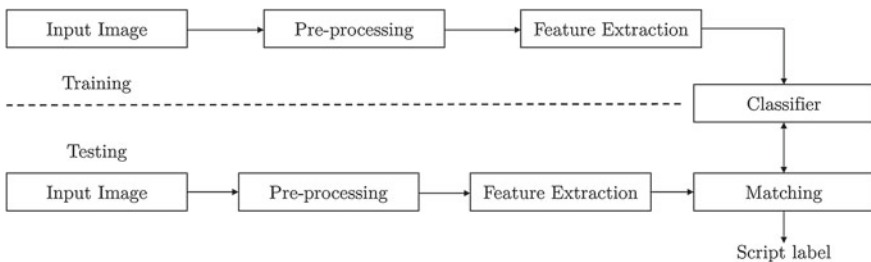 Input Image
Pre-processing
Feature Extraction
Training
Classifier
Testing
Input Image
Pre-processing
Feature Extraction
Matching
Script label